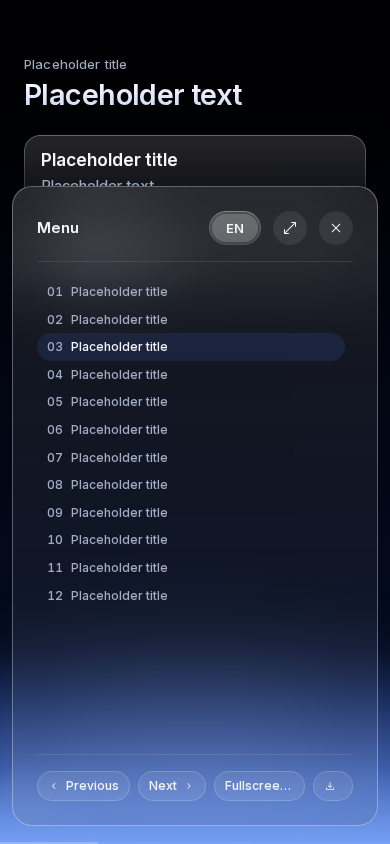 Placeholder title
Placeholder text
Placeholder title
Placeholder text
Menu
EN
01 Placeholder title
02 Placeholder title
03 Placeholder title
04 Placeholder title
05 Placeholder title
06 Placeholder title
07 Placeholder title
08 Placeholder title
09 Placeholder title
10 Placeholder title
11 Placeholder title
12 Placeholder title
Previous Next Fullscree...